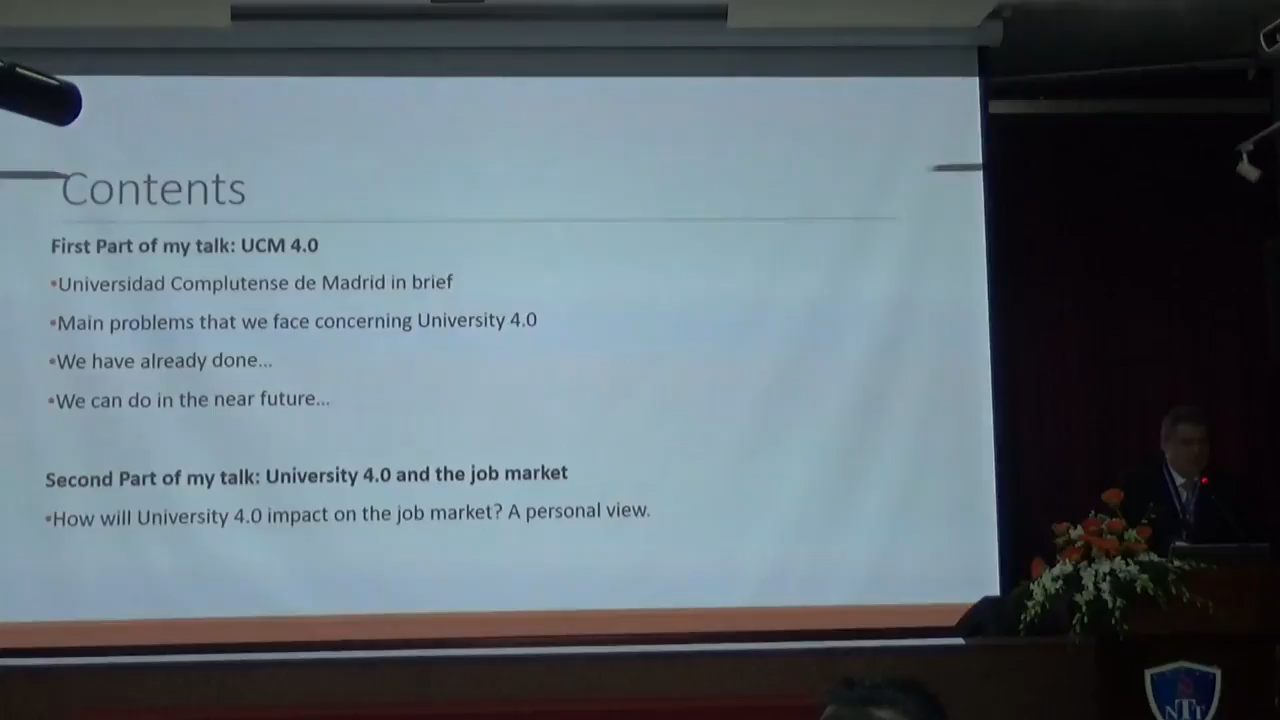 Contents
First Part of my talk: UCM 4.0
•Universidad Complutense de Madrid in brief
•Main problems that we face concerning University 4.0
•We have already done...
•We can do in the near future...
Second Part of my talk: University 4.0 and the job market
•How will University 4.0 impact on the job market? A personal view.
NTT